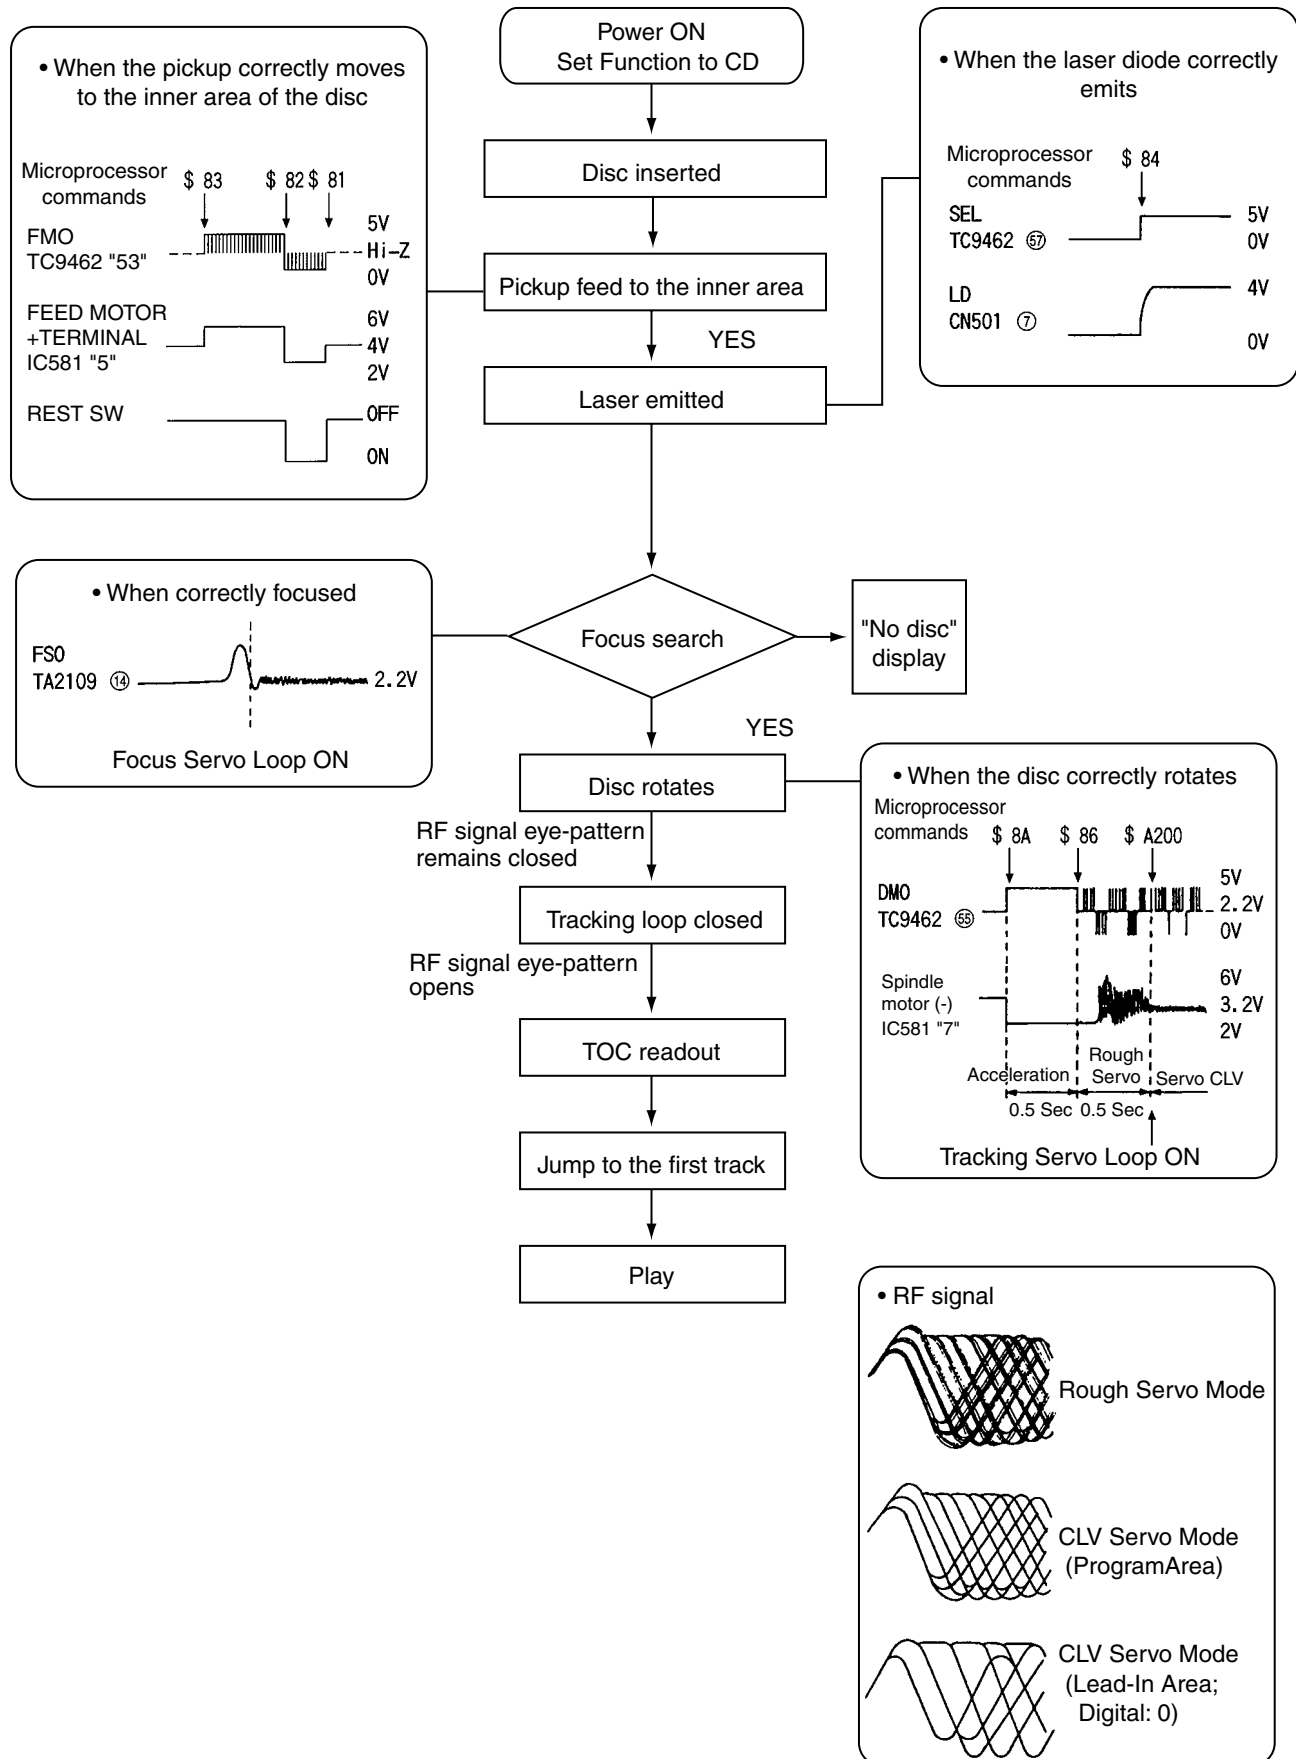 Power ON
Set Function to CD
• When the pickup correctly moves
to the inner area of the disc
Microprocessor
commands
$ 83
$ 82
$ 81
FMO
TC9462 "53"
5V
Hi-Z
0V
FEED MOTOR
+TERMINAL
IC581 "5"
6V
4V
2V
REST SW
OFF
ON
• When the laser diode correctly
emits
Microprocessor
commands
$ 84
SEL
TC9462 57
5V
0V
LD
CN501 7
4V
0V
Disc inserted
Pickup feed to the inner area
YES
Laser emitted
• When correctly focused
FSO
TA2109 14
2.2V
Focus Servo Loop ON
Focus search
"No disc"
display
YES
Disc rotates
RF signal eye-pattern
remains closed
Tracking loop closed
RF signal eye-pattern
opens
TOC readout
Jump to the first track
Play
• When the disc correctly rotates
Microprocessor
commands
$ 8A
$ 86
$ A200
DMO
TC9462 55
5V
2.2V
0V
Spindle
motor (-)
IC581 "7"
6V
3.2V
2V
Acceleration
Rough
Servo
Servo CLV
0.5 Sec
0.5 Sec
Tracking Servo Loop ON
• RF signal
Rough Servo Mode
CLV Servo Mode
(ProgramArea)
CLV Servo Mode
(Lead-In Area;
Digital: 0)